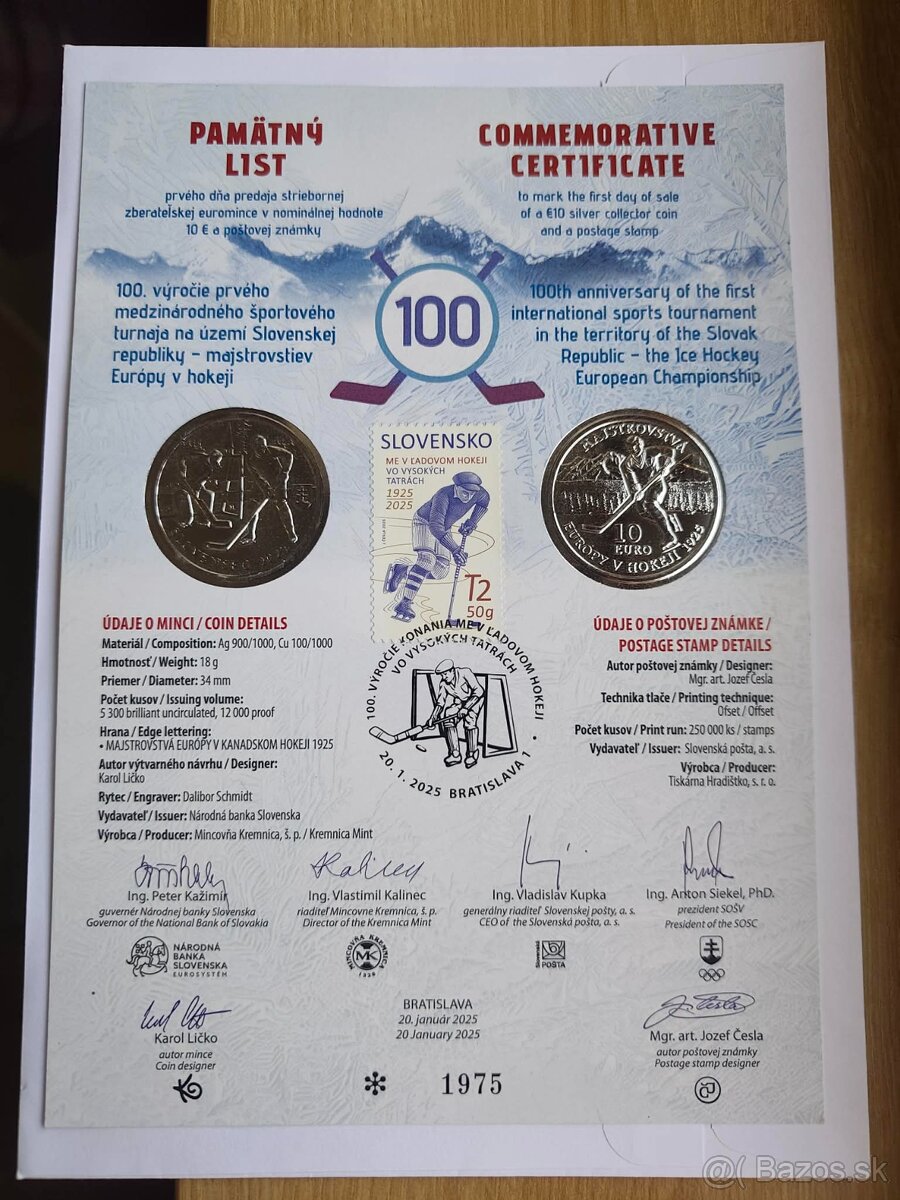 PAMÄTNÝ
LIST
prvého dňa predaja striebornej
zberateľskej euromince v nominálnej hodnote
10 € a poštovej známky
COMMEMORATIVE
CERTIFICATE
to mark the first day of sale
of a €10 silver collector coin
and a postage stamp
100. výročie prvého
medzinárodného športového
turnaja na území Slovenskej
republiky – majstrovstiev
Európy v hokeji
100
100th anniversary of the first
international sports tournament
in the territory of the Slovak
Republic – the Ice Hockey
European Championship
SLOVENSKO
ME V ĽADOVOM HOKEJI
VO VYSOKÝCH
TATRÁCH
1925
2025
T2
50g
MAJSTROVSTVÁ
10
EURO
EURÓPY V HOKEJI 1925
ÚDAJE O MINCI / COIN DETAILS
Materiál / Composition: Ag 900/1000, Cu 100/1000
Hmotnosť / Weight: 18 g
Priemer / Diameter: 34 mm
Počet kusov / Issuing volume:
5 300 brilliant uncirculated, 12 000 proof
Hrana / Edge lettering:
• MAJSTROVSTVÁ EURÓPY V KANADSKOM HOKEJI 1925
Autor výtvarného návrhu / Designer:
Karol Ličko
Rytec / Engraver: Dalibor Schmidt
Vydavateľ / Issuer: Národná banka Slovenska
Výrobca / Producer: Mincovňa Kremnica, š. p. / Kremnica Mint
100. VÝROČIE KONANIA ME V ĽADOVOM HOKEJI
VO VYSOKÝCH TATRÁCH
20. 1. 2025 BRATISLAVA 1
ÚDAJE O POŠTOVEJ ZNÁMKE /
POSTAGE STAMP DETAILS
Autor poštovej známky / Designer:
Mgr. art. Jozef Česla
Technika tlače / Printing technique:
Ofset / Offset
Počet kusov / Print run: 250 000 ks / stamps
Vydavateľ / Issuer: Slovenská pošta, a. s.
Výrobca / Producer:
Tiskárna Hradištko, s. r. o.
Ing. Peter Kažimír
guvernér Národnej banky Slovenska
Governor of the National Bank of Slovakia
NÁRODNÁ
BANKA
SLOVENSKA
EUROSYSTÉM
Ing. Vlastimil Kalinec
riaditeľ Mincovne Kremnica, š. p.
Director of the Kremnica Mint
MINCOVŇA KREMNICA
MK
1328
Ing. Vladislav Kupka
generálny riaditeľ Slovenskej pošty, a. s.
CEO of the Slovenská pošta, a. s.
Slovenská
POŠTA
Ing. Anton Siekel, PhD.
prezident SOŠV
President of the SOSC
Karol Ličko
autor mince
Coin designer
BRATISLAVA
20. január 2025
20 January 2025
1975
Mgr. art. Jozef Česla
autor poštovej známky
Postage stamp designer
@( Bazos.sk